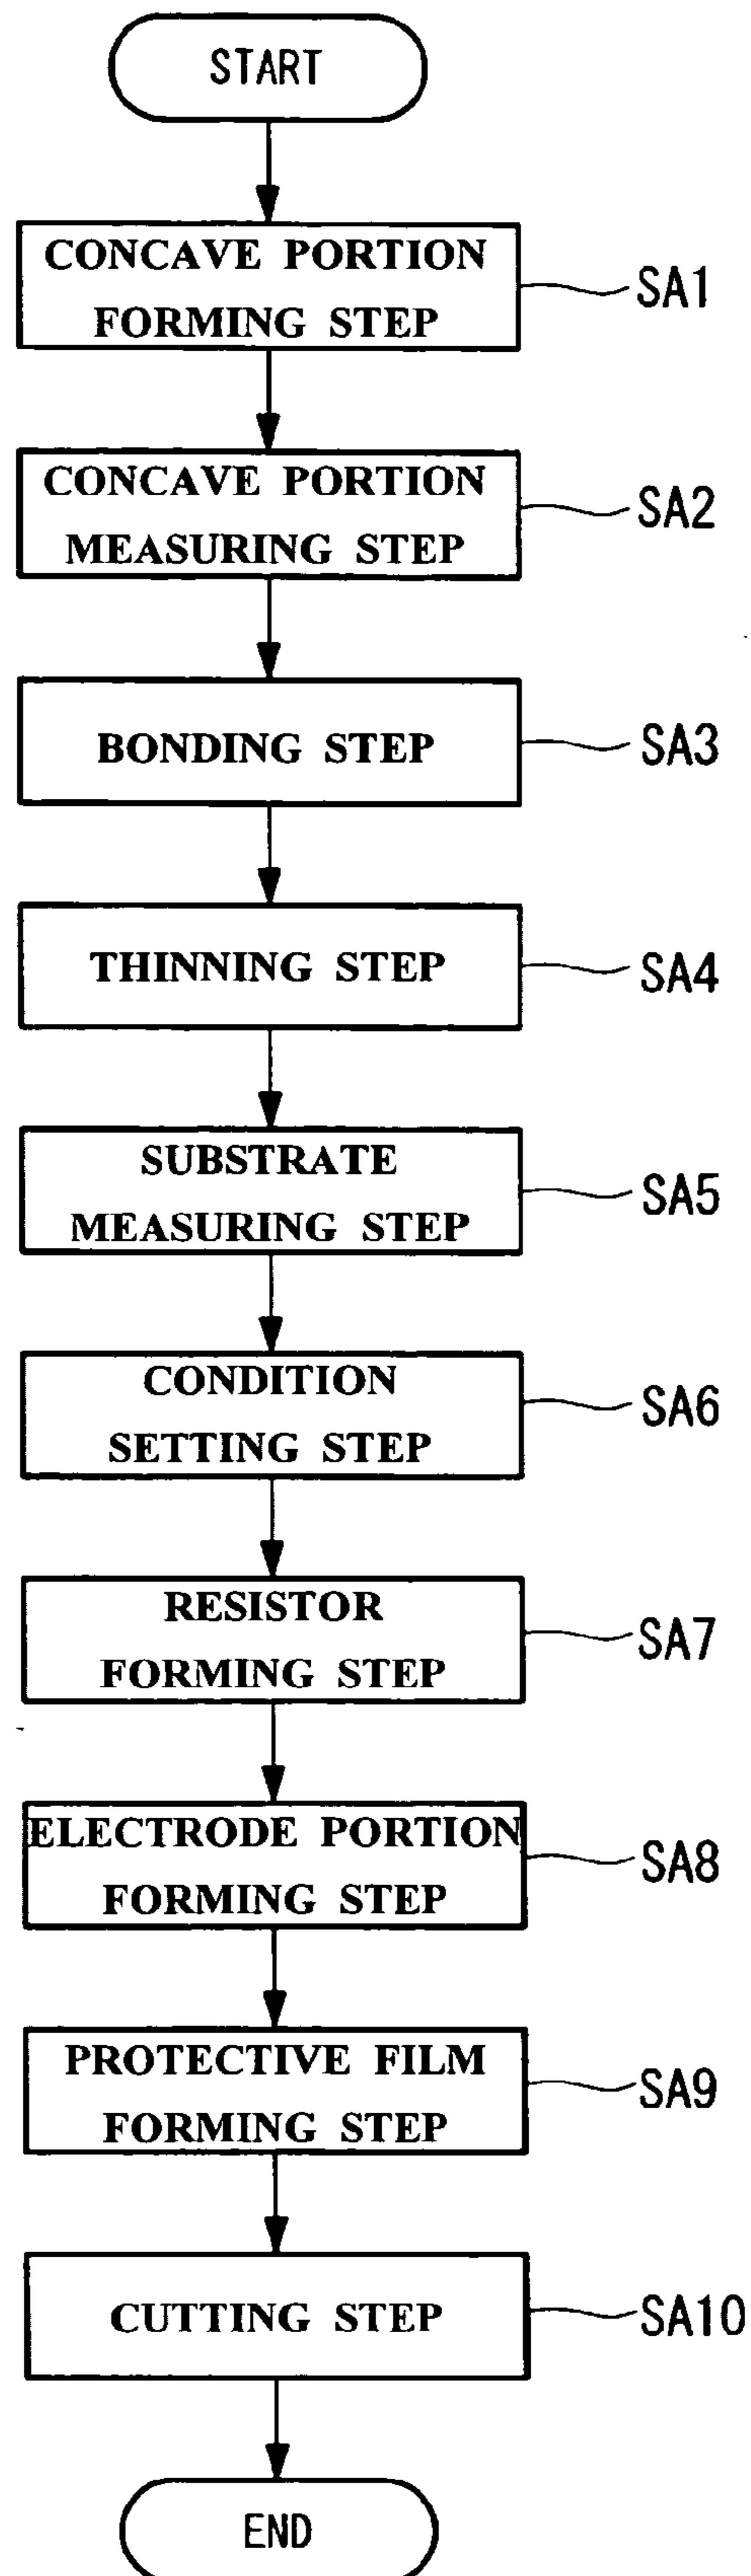 START
CONCAVE PORTION
FORMING STEP
SA1
CONCAVE PORTION
MEASURING STEP
SA2
BONDING STEP
SA3
THINNING STEP
SA4
SUBSTRATE
MEASURING STEP
SA5
CONDITION
SETTING STEP
SA6
RESISTOR
FORMING STEP
SA7
ELECTRODE PORTION
FORMING STEP
SA8
PROTECTIVE FILM
FORMING STEP
SA9
CUTTING STEP
SA10
END